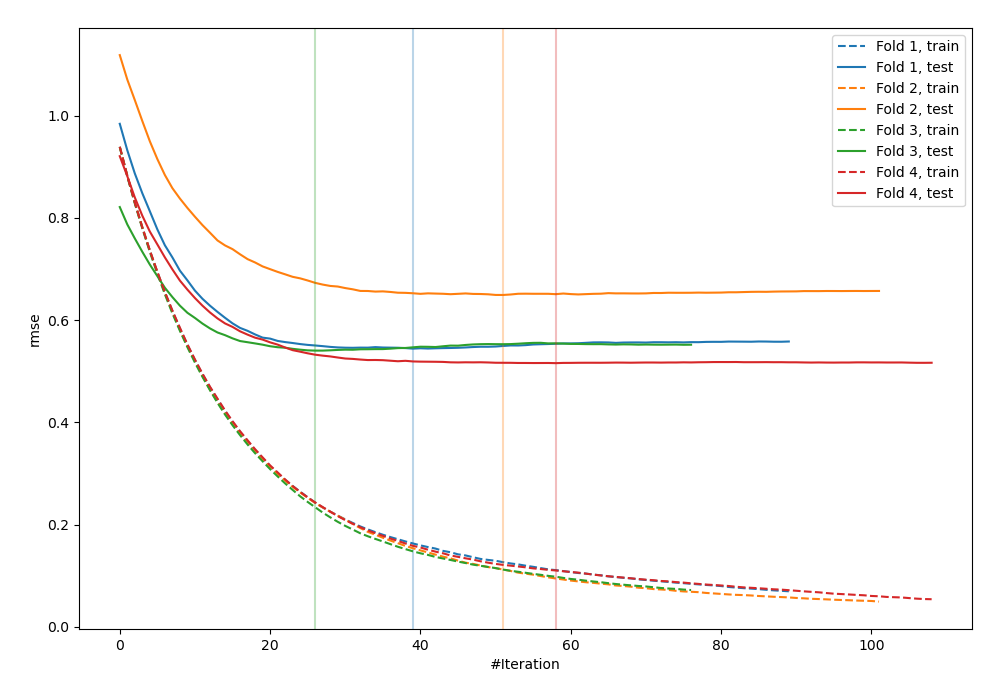 Fold 1, train
Fold 1, test
Fold 2, train
Fold 2, test
Fold 3, train
Fold 3, test
Fold 4, train
Fold 4, test
rmse
1.0
0.8
0.6
0.4
0.2
0.0
0
20
40
60
80
100
#Iteration